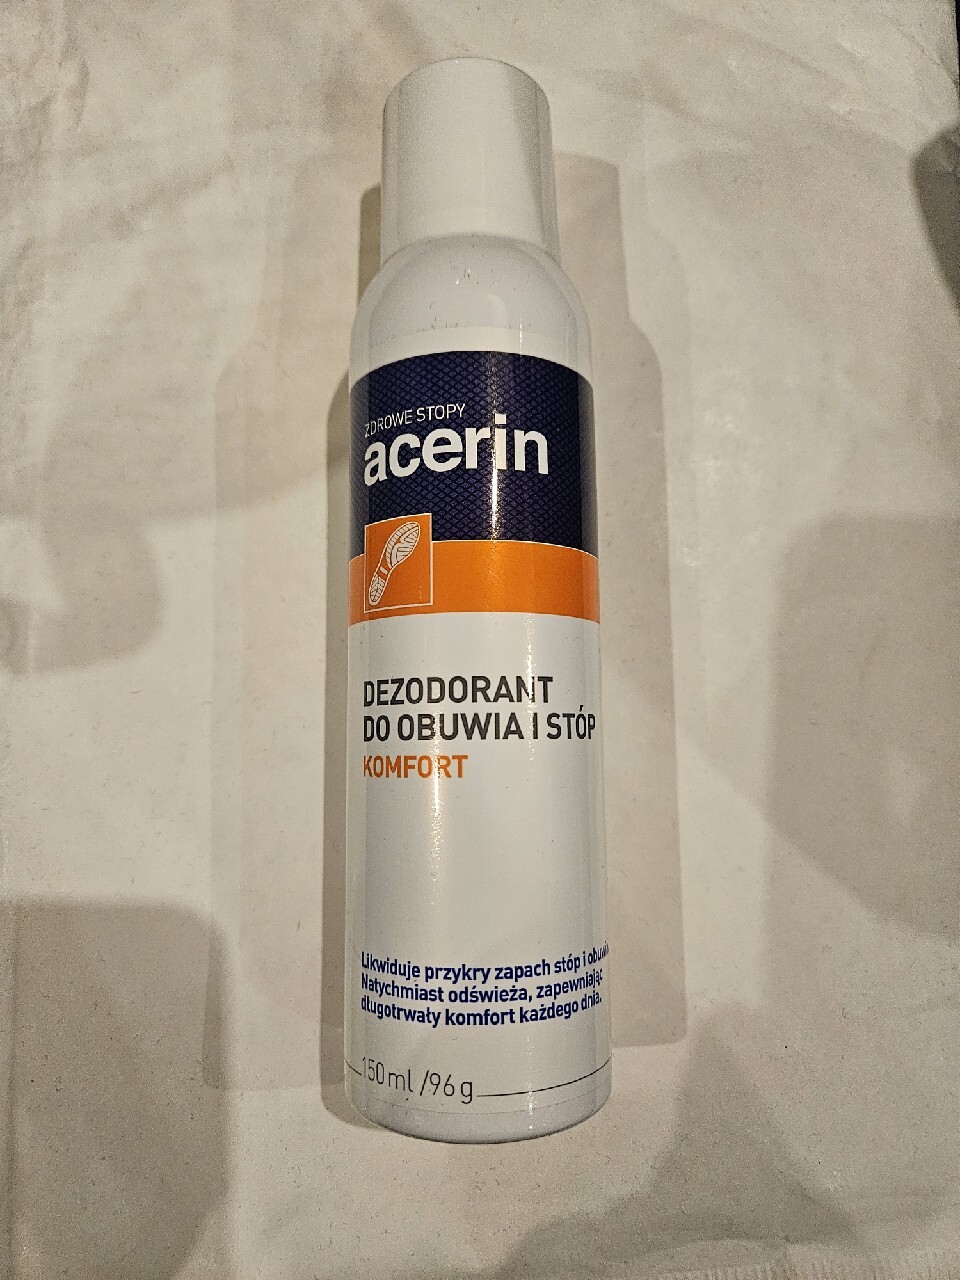 ZDROWE STOPY
acerin
DEZODORANT
DO OBUWIA I STÓP
KOMFORT
Likwiduje przykry zapach stóp i
Natychmiast odświeża, zapewniając
długotrwały komfort każdego dnia.
150 ml / 96 g